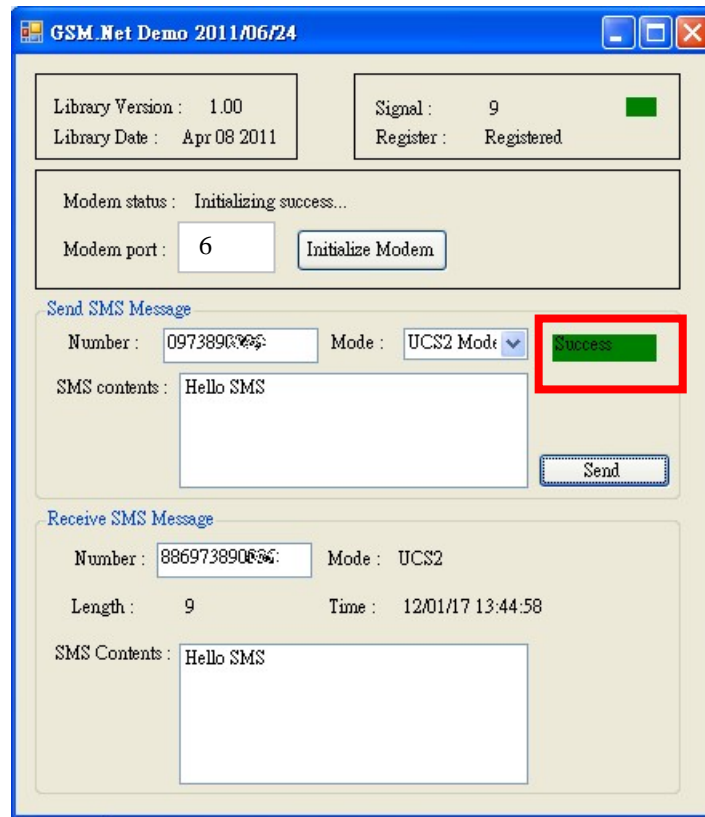 GSM.Net Demo 2011/06/24
Library Version : 1.00
Library Date : Apr 08 2011
Signal : 9
Register : Registered
Modem status : Initializing success...
Modem port : 6 Initialize Modem
Send SMS Message
Number : Mode : UCS2 Mode Success
SMS contents : Hello SMS
Send
Receive SMS Message
Number : Mode : UCS2
Length : 9 Time : 12/01/17 13:44:58
SMS Contents : Hello SMS